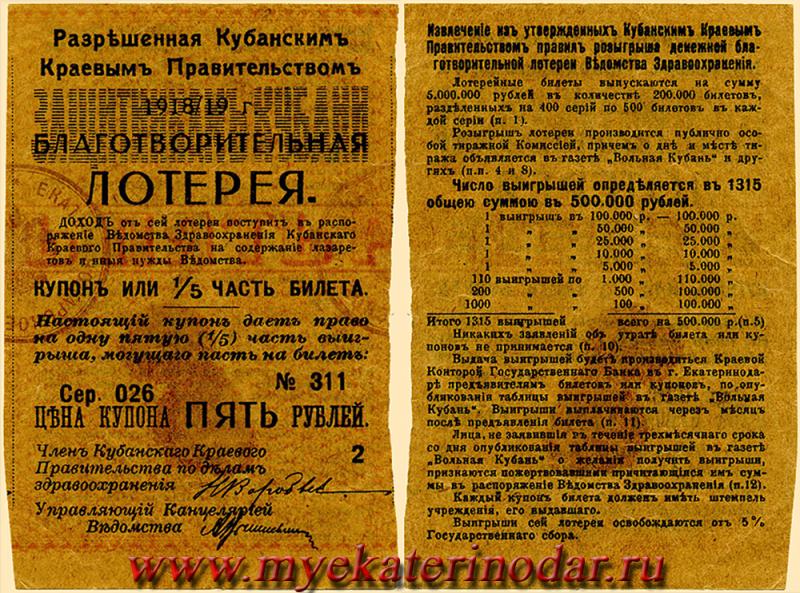 Разрѣшенная Кубанскимъ
Краевымъ Правительствомъ
1918/19 г.
БЛАГОТВОРИТЕЛЬНАЯ
ЛОТЕРЕЯ.
ДОХОДЪ отъ сей лотереи поступитъ въ распо-
ряженіе Вѣдомства Здравоохраненія Кубанскаго
Краевого Правительства на содержаніе лазаре-
товъ и иныя нужды Вѣдомства.
КУПОНЪ ИЛИ 1/5 ЧАСТЬ БИЛЕТА.
Настоящій купонъ даетъ право
на одну пятую (1/5) часть выиг-
рыша, могущаго пасть на билетъ:
Сер. 026 № 311
ЦѢНА КУПОНА ПЯТЬ РУБЛЕЙ.
Членъ Кубанскаго Краевого
Правительства по дѣламъ 2
здравоохраненія
Управляющій Канцеляріей
Вѣдомства
Извлеченіе изъ утвержденныхъ Кубанскимъ Краевымъ
Правительствомъ правилъ розыгрыша денежной бла-
готворительной лотереи Вѣдомства Здравоохраненія.
Лотерейные билеты выпускаются на сумму
5.000.000 рублей въ количествѣ 200.000 билетовъ,
раздѣленныхъ на 400 серій по 500 билетовъ въ каж-
дой серіи (п. 1).
Розыгрышъ лотереи производится публично осо-
бой тиражной Комиссіей, причемъ о днѣ и мѣстѣ ти-
ража объявляется въ газетѣ „Вольная Кубань“ и дру-
гихъ (п.п. 4 и 8).
Число выигрышей опредѣляется въ 1315
общею суммою въ 500.000 рублей.
1 выигрышъ въ 100.000 р. — 100.000 р.
1 „ „ 50.000 „ 50.000 „
1 „ „ 25.000 „ 25.000 „
1 „ „ 10.000 „ 10.000 „
1 „ „ 5.000 „ 5.000 „
110 выигрышей по 1.000 „ 110.000 „
200 „ „ 500 „ 100.000 „
1000 „ „ 100 „ 100.000 „
Итого 1315 выигрышей всего на 500.000 р.(п.5)
Никакихъ заявленій объ утратѣ билета или ку-
поновъ не принимается (п. 10).
Выдача выигрышей будетъ производиться Краевой
Конторой Государственнаго Банка въ г. Екатеринода-
рѣ предъявителямъ билетовъ или купоновъ, по опу-
бликованіи таблицы выигрышей въ газетѣ „Вольная
Кубань“. Выигрыши выплачиваются черезъ мѣсяцъ
послѣ предъявленія билета (п. 11).
Лица, не заявившія въ теченіе трехмѣсячнаго срока
со дня опубликованія таблицы выигрышей въ газетѣ
„Вольная Кубань“ о желаніи получить выигрыши,
признаются пожертвовавшими причитающіяся имъ сум-
мы въ распоряженіе Вѣдомства Здравоохраненія (п.12).
Каждый купонъ билета долженъ имѣть штемпель
учрежденія, его выдавшаго.
Выигрыши сей лотереи освобождаются отъ 5%
Государственнаго сбора.
www.myekaterinodar.ru